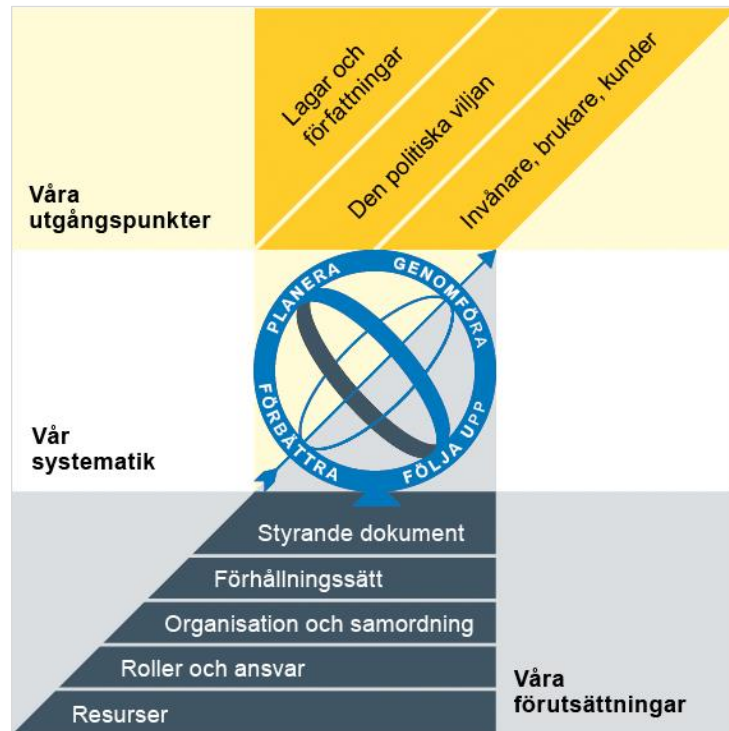 Lagar och
författningar
Den politiska viljan
Invånare, brukare, kunder
Våra
utgångspunkter
PLANERA
GENOMFÖRA
FÖLJA UPP
FÖRBÄTTRA
Vår
systematik
Styrande dokument
Förhållningssätt
Organisation och samordning
Roller och ansvar
Resurser
Våra
förutsättningar